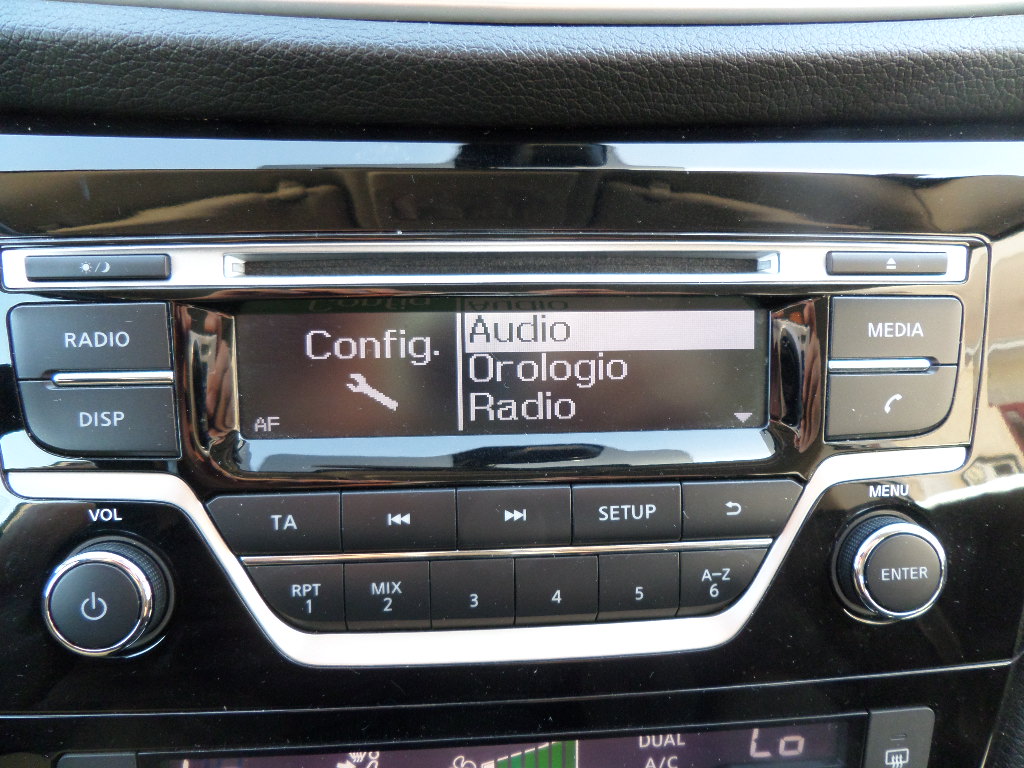 RADIO
DISP
Config.
AF
Audio
Orologio
Radio
MEDIA
VOL
TA
SETUP
MENU
ENTER
RPT
1
MIX
2
3
4
5
A-Z
6
DUAL
A/C
Lo